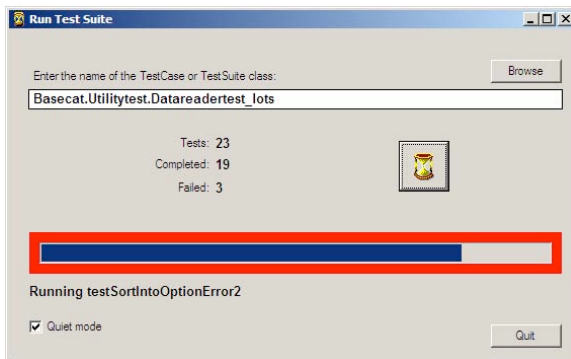 Run Test Suite
Enter the name of the TestCase or TestSuite class:
Browse
Basecat.Utilitytest.Datareadertest_lots
Tests: 23
Completed: 19
Failed: 3
Running testSortIntoOptionError2
Quiet mode
Quit